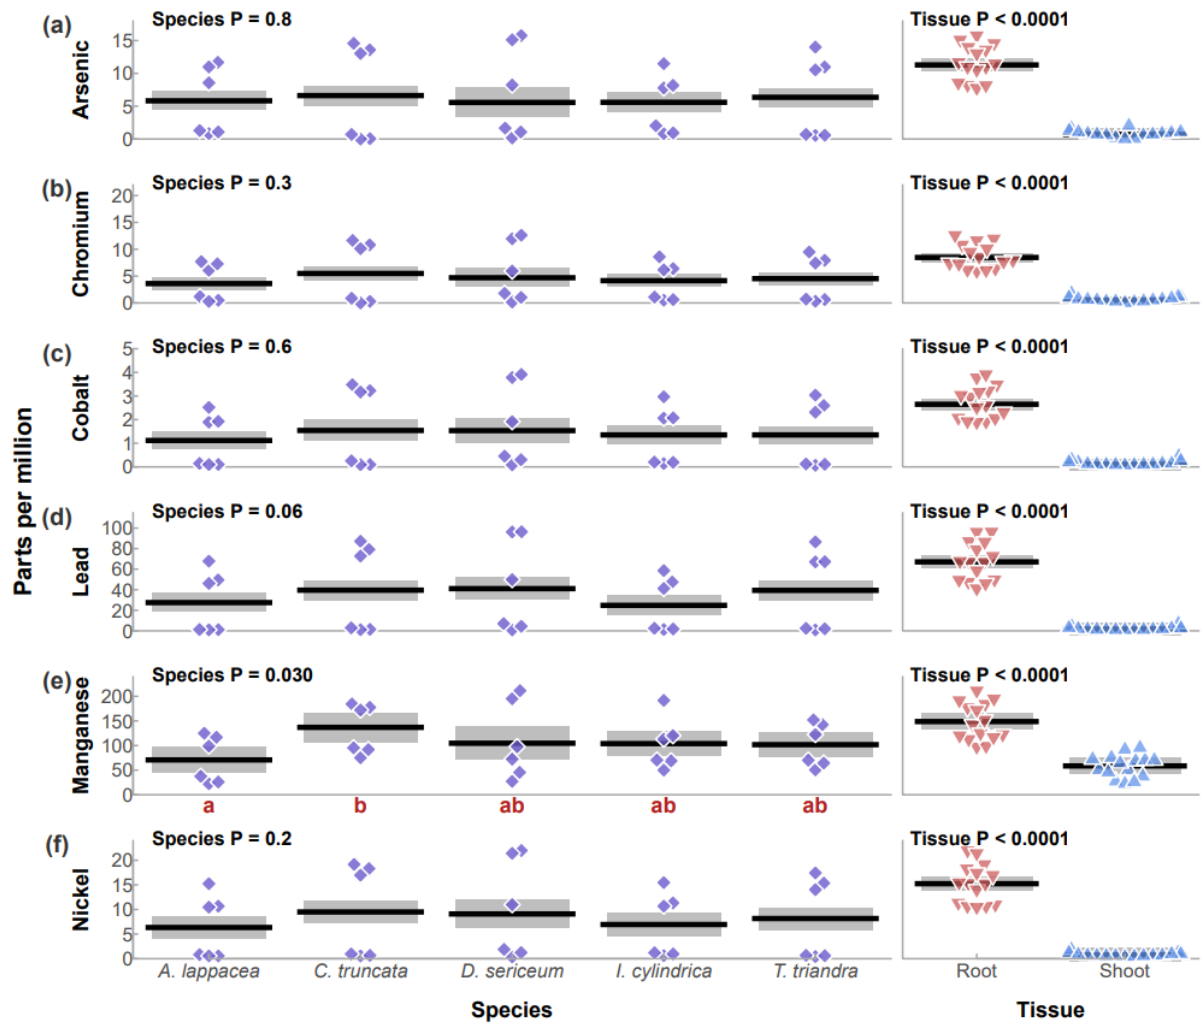 Parts per million
(a)
Arsenic
Species P = 0.8
Tissue P < 0.0001
15
10
5
0
(b)
Chromium
Species P = 0.3
Tissue P < 0.0001
20
15
10
5
0
(c)
Cobalt
Species P = 0.6
Tissue P < 0.0001
5
4
3
2
1
0
(d)
Lead
Species P = 0.06
Tissue P < 0.0001
100
80
60
40
20
0
(e)
Manganese
Species P = 0.030
Tissue P < 0.0001
200
150
100
50
0
a b ab ab ab
(f)
Nickel
Species P = 0.2
Tissue P < 0.0001
20
15
10
5
0
A. lappacea C. truncata D. sericeum I. cylindrica T. triandra Root Shoot
Species Tissue